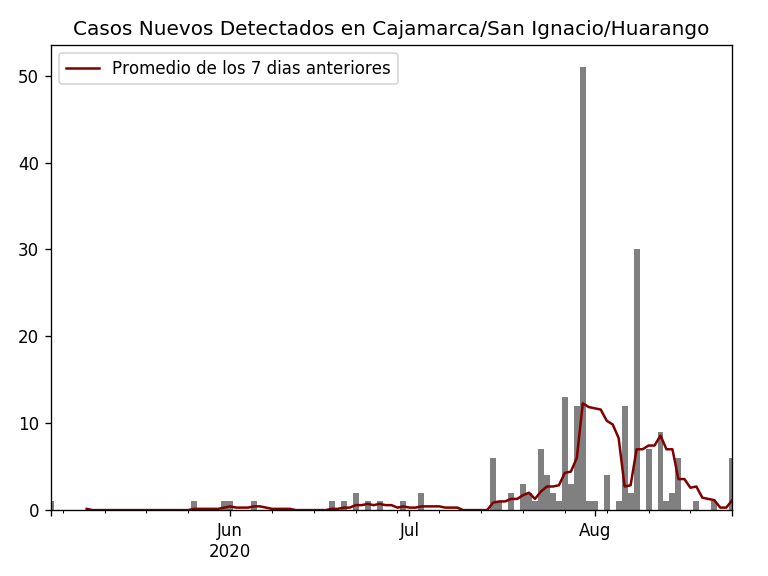 Casos Nuevos Detectados en Cajamarca/San Ignacio/Huarango
Promedio de los 7 dias anteriores
50
40
30
20
10
0
Jun
2020
Jul
Aug